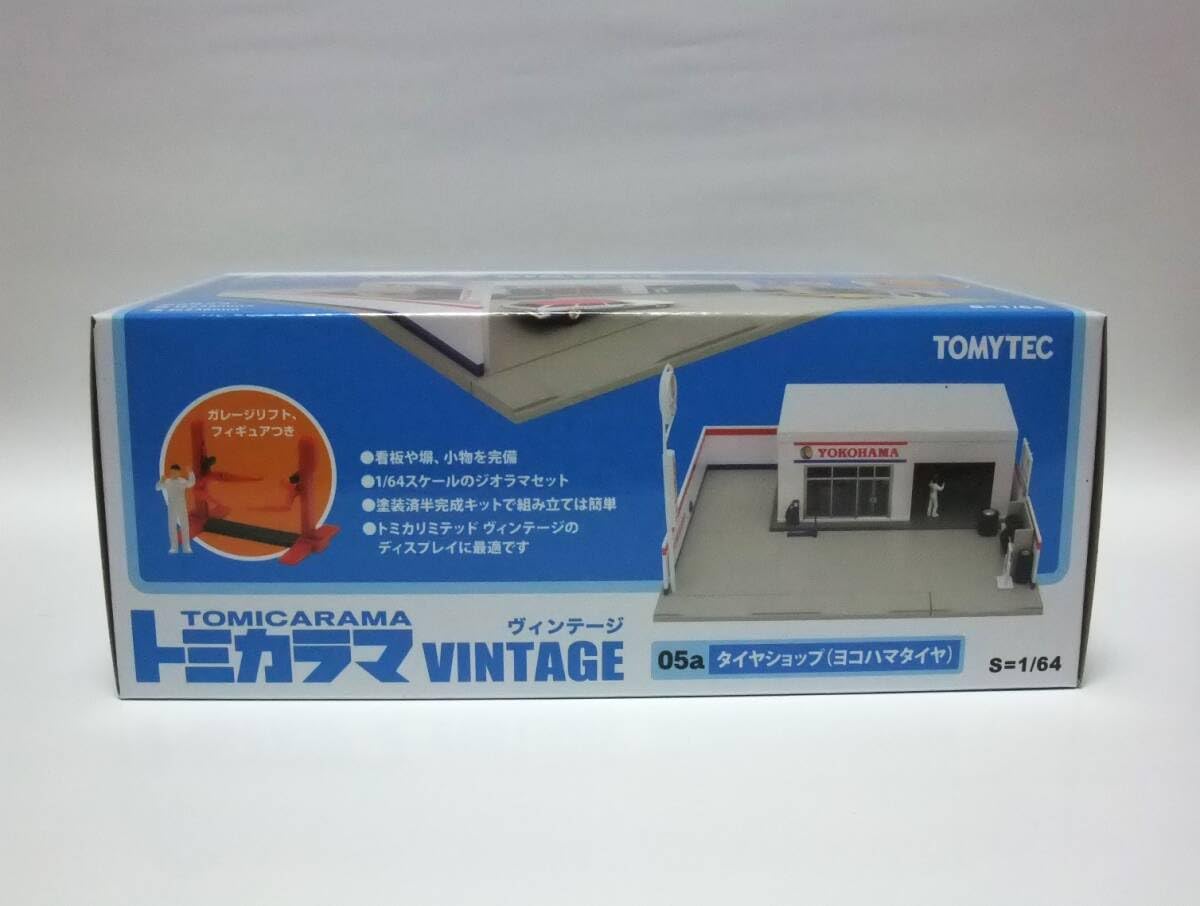 S=1/64
TOMYTEC
ガレージリフト、
フィギュアつき
●看板や塀、小物を完備
●1/64スケールのジオラマセット
●塗装済半完成キットで組み立ては簡単
●トミカリミテッド ヴィンテージの
ディスプレイに最適です
YOKOHAMA
TOMICARAMA
トミカラマ
ヴィンテージ
VINTAGE
05a タイヤショップ(ヨコハマタイヤ)
S=1/64